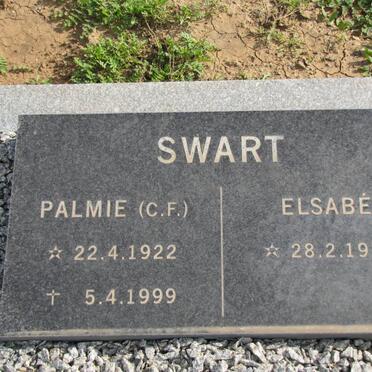 SWART
PALMIE (C.F.)
☆ 22.4.1922
† 5.4.1999
ELSABÉ
☆ 28.2.19